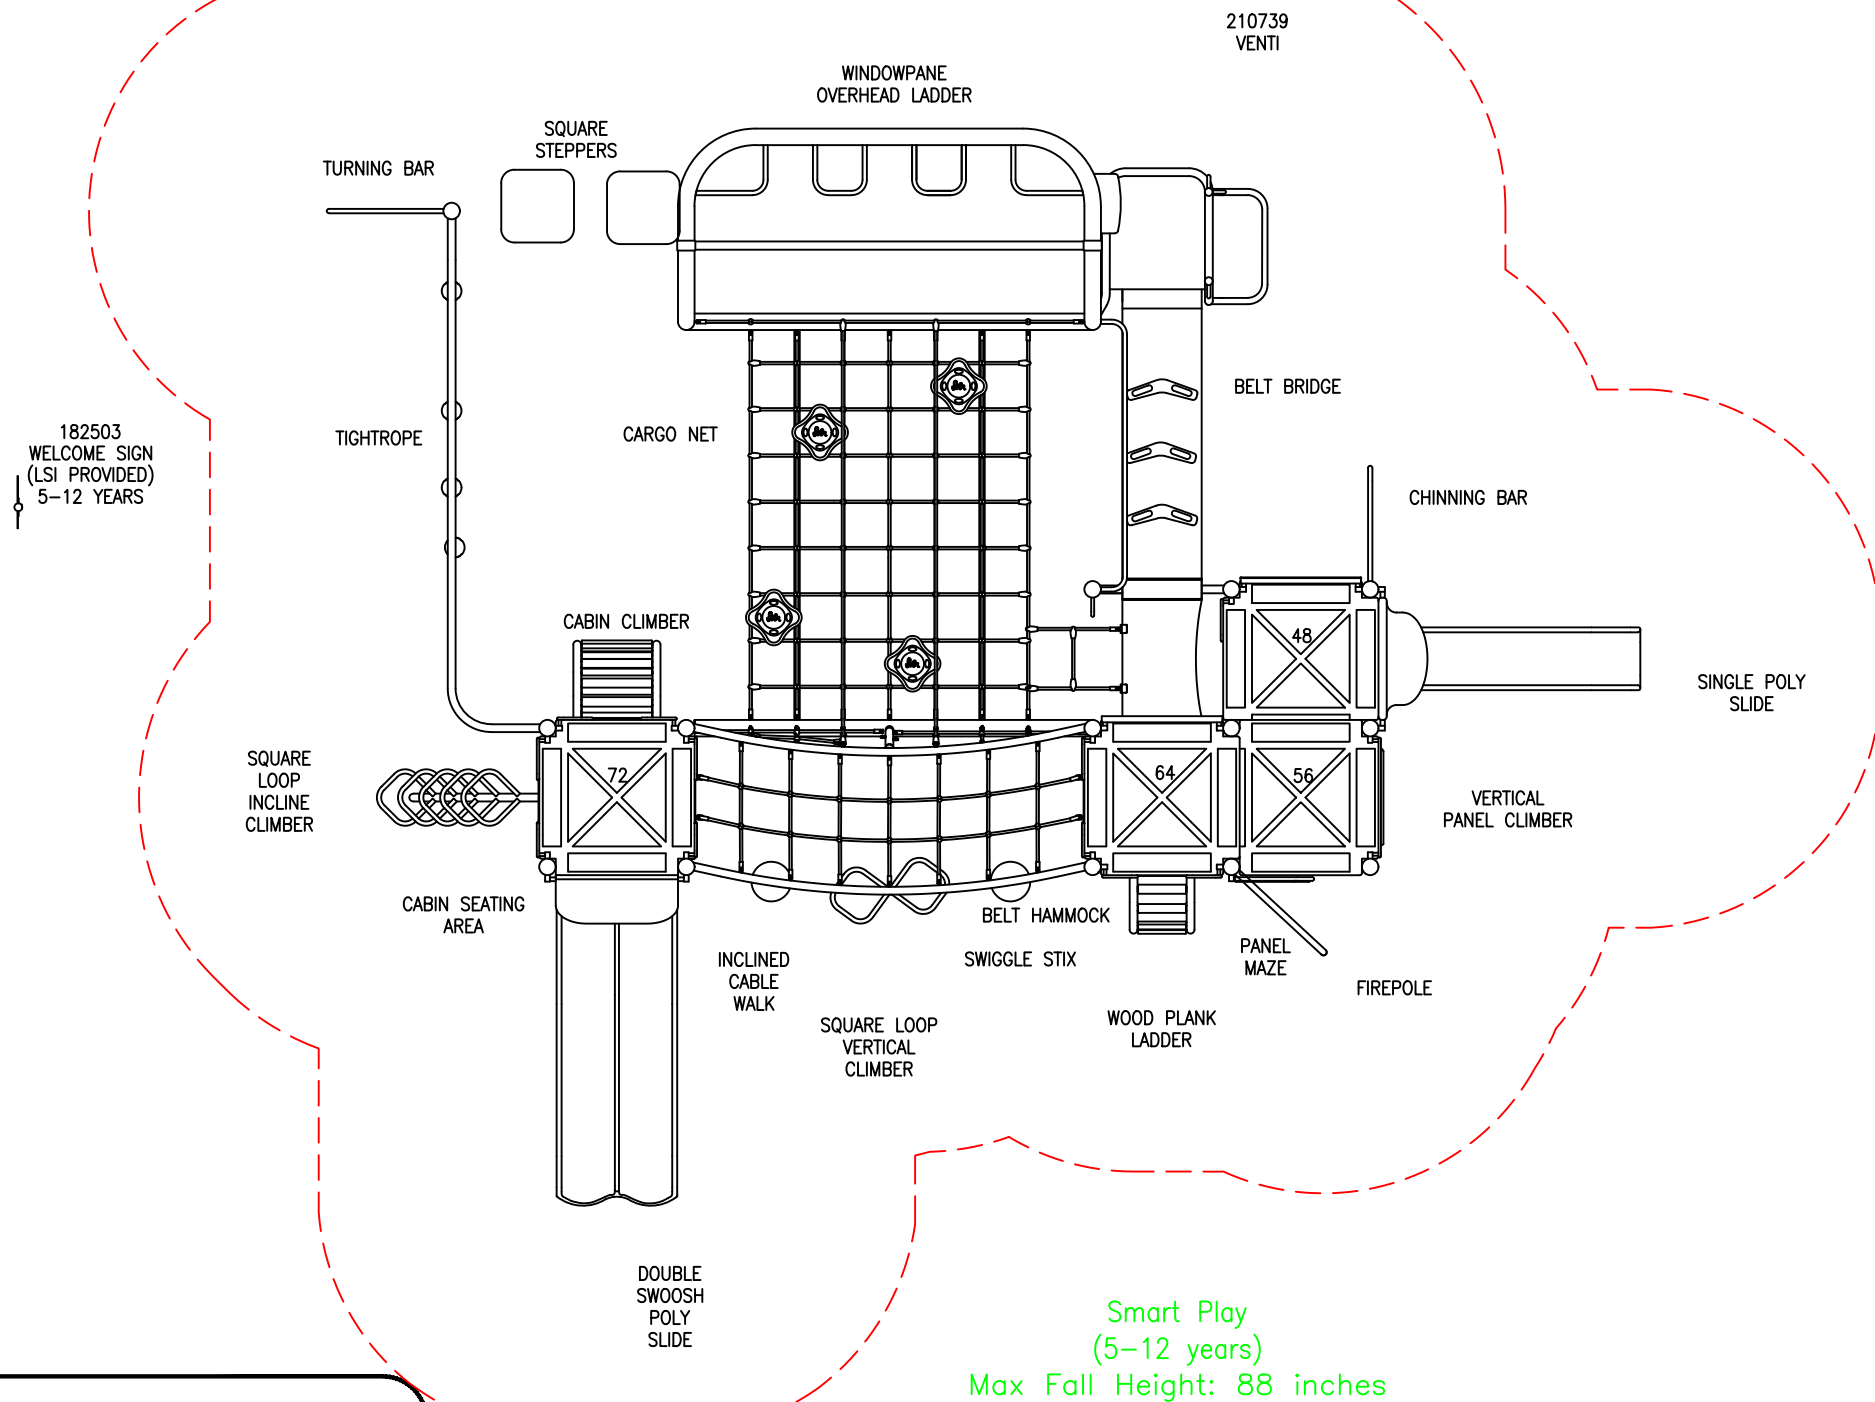 210739
VENTI
WINDOWPANE
OVERHEAD LADDER
SQUARE
STEPPERS
TURNING BAR
BELT BRIDGE
182503
WELCOME SIGN
(LSI PROVIDED)
5-12 YEARS
TIGHTROPE
CARGO NET
CHINNING BAR
CABIN CLIMBER
48
SINGLE POLY
SLIDE
SQUARE
LOOP
INCLINE
CLIMBER
72
64
56
VERTICAL
PANEL CLIMBER
CABIN SEATING
AREA
BELT HAMMOCK
INCLINED
CABLE
WALK
SWIGGLE STIX
PANEL
MAZE
FIREPOLE
SQUARE LOOP
VERTICAL
CLIMBER
WOOD PLANK
LADDER
DOUBLE
SWOOSH
POLY
SLIDE
Smart Play
(5-12 years)
Max Fall Height: 88 inches